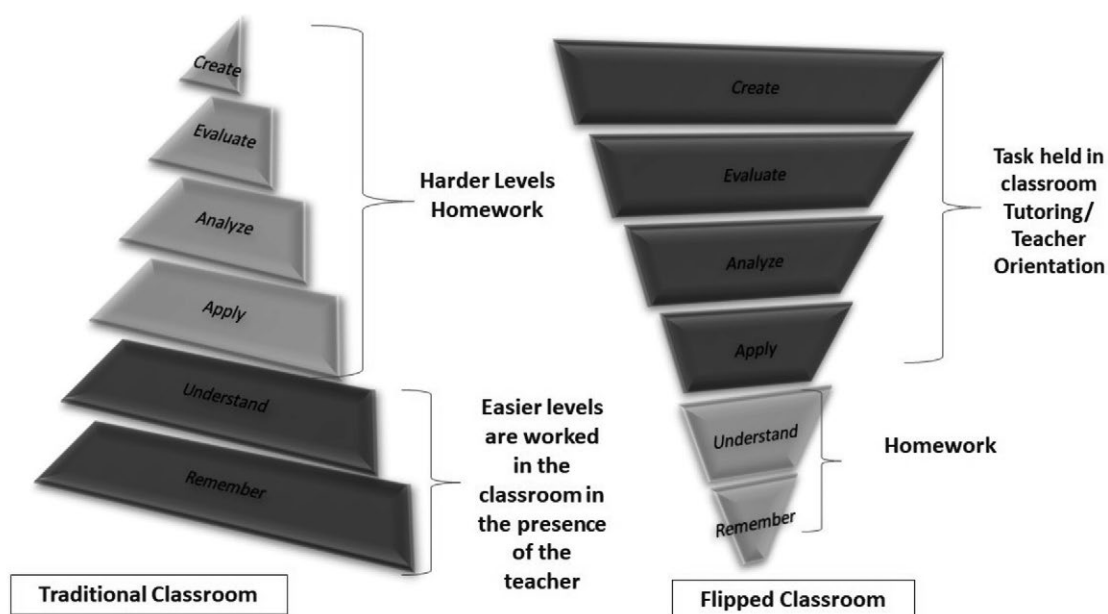 Create
Evaluate
Analyze
Apply
Understand
Remember
Harder Levels
Homework
Easier levels
are worked
in the
classroom in
the presence
of the
teacher
Traditional Classroom
Create
Evaluate
Analyze
Apply
Understand
Remember
Task held in
classroom
Tutoring/
Teacher
Orientation
Homework
Flipped Classroom